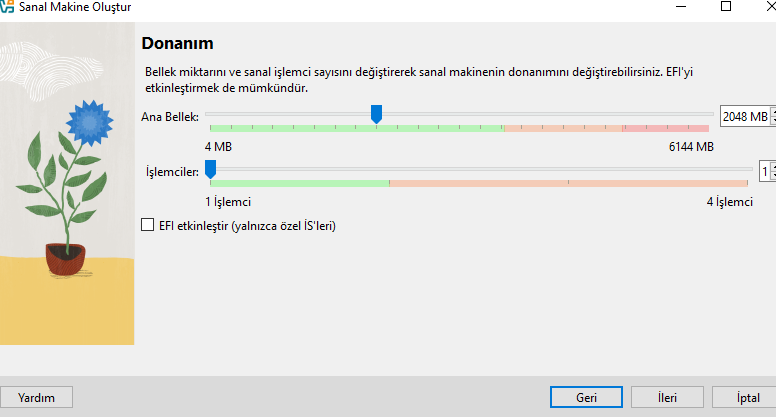 Sanal Makine Oluştur
Donanım
Bellek miktarını ve sanal işlemci sayısını değiştirerek sanal makinenin donanımını değiştirebilirsiniz. EFI'yi
etkinleştirmek de mümkündür.
Ana Bellek:
2048 MB
4 MB
6144 MB
İşlemciler:
1
1 İşlemci
4 İşlemci
EFI etkinleştir (yalnızca özel İS'leri)
Yardım
Geri
İleri
İptal